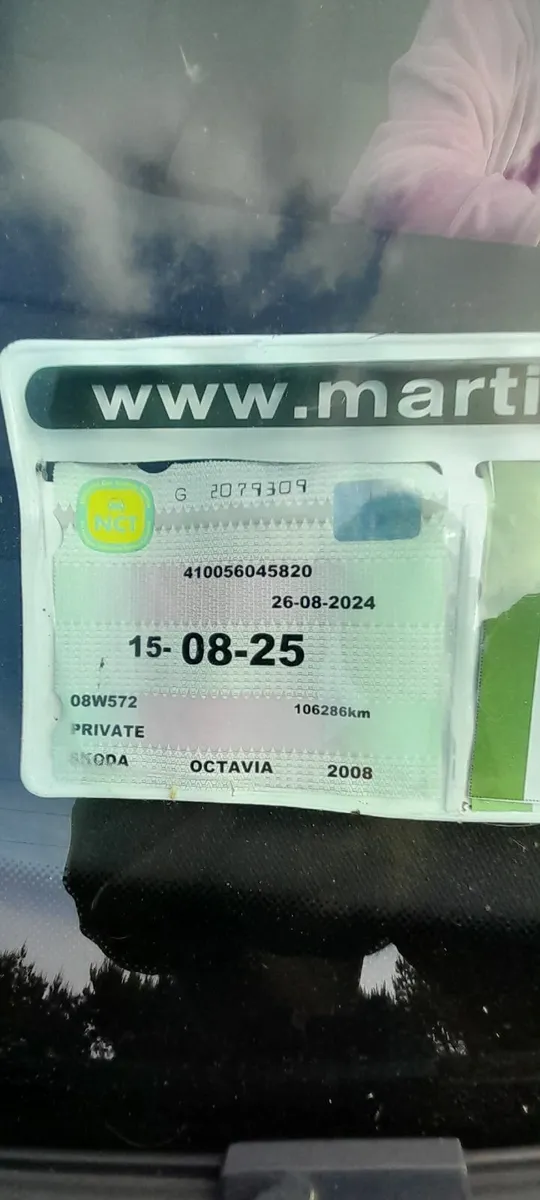 www.marti
G 2079309
NCT
410056045820
26-08-2024
15- 08-25
08W572
106286km
PRIVATE
SKODA OCTAVIA 2008